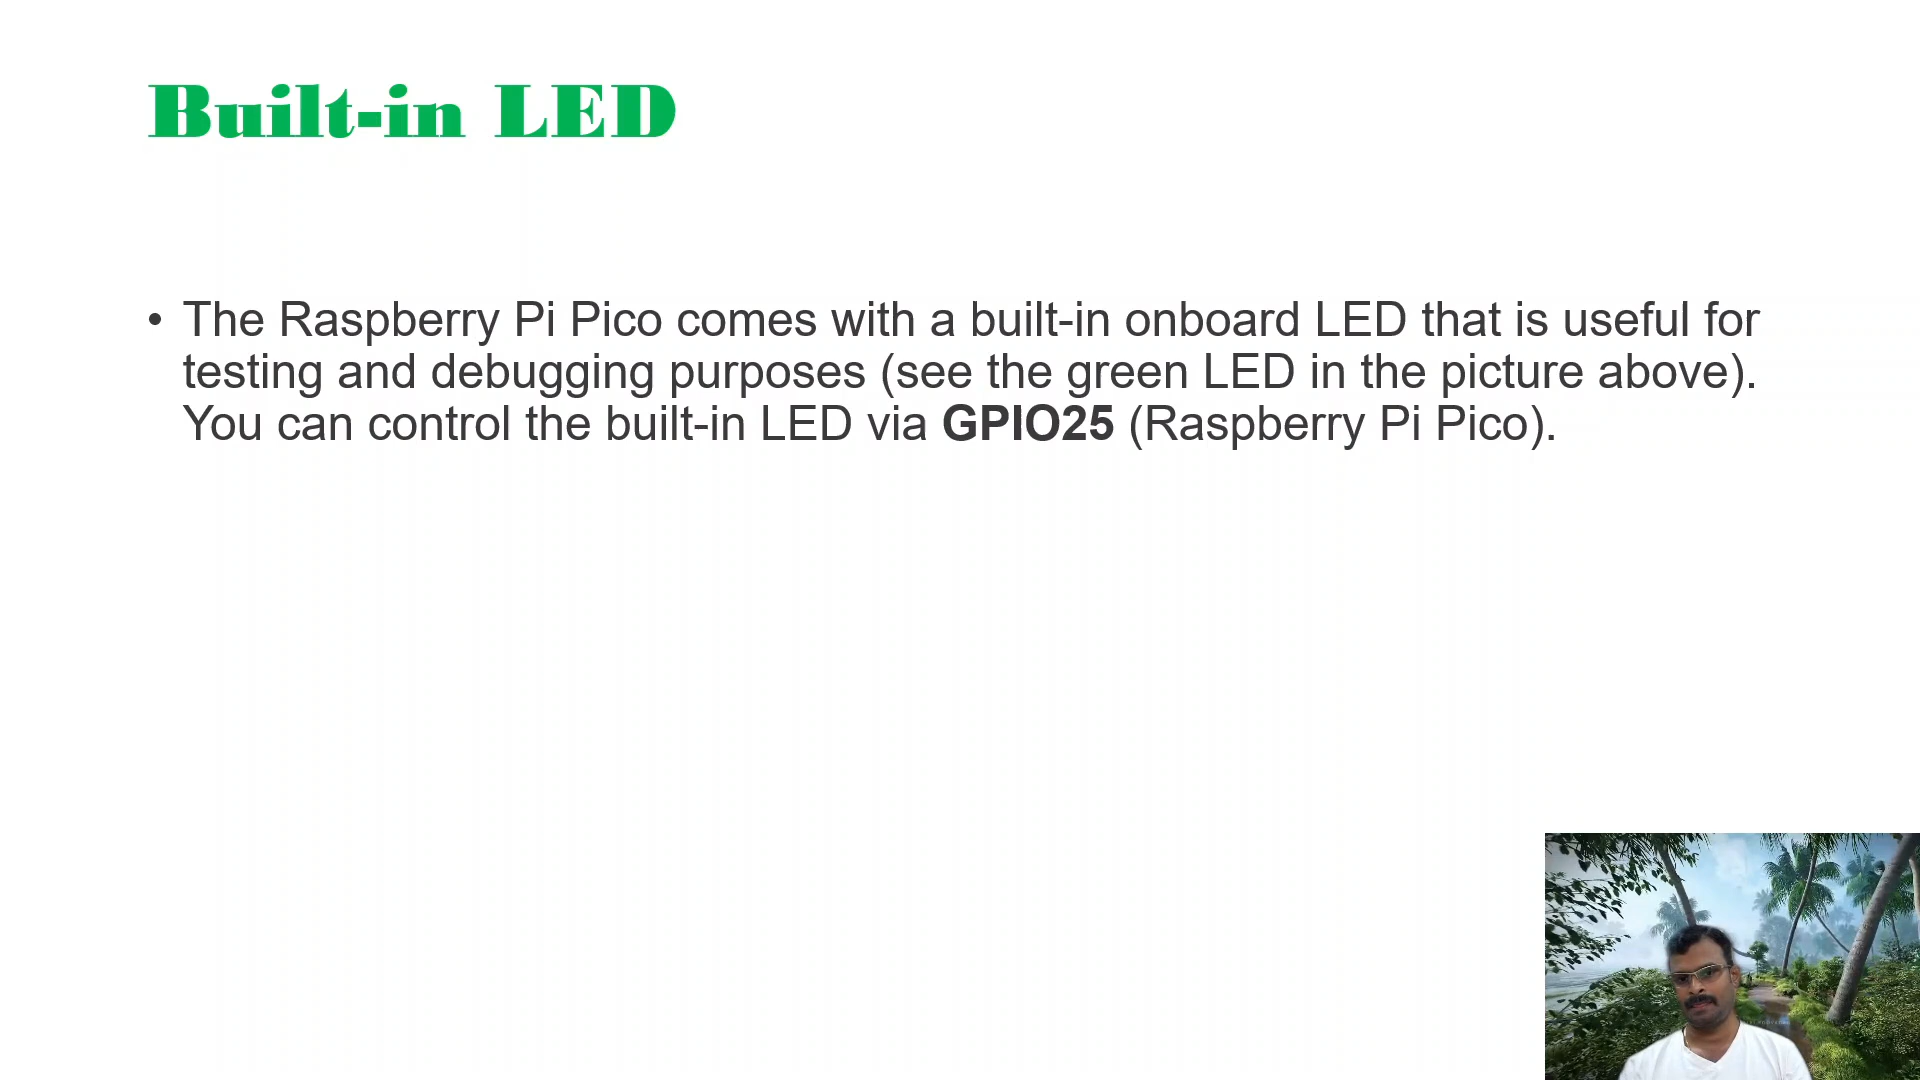 Built-in LED
• The Raspberry Pi Pico comes with a built-in onboard LED that is useful for
testing and debugging purposes (see the green LED in the picture above).
You can control the built-in LED via GPIO25 (Raspberry Pi Pico).